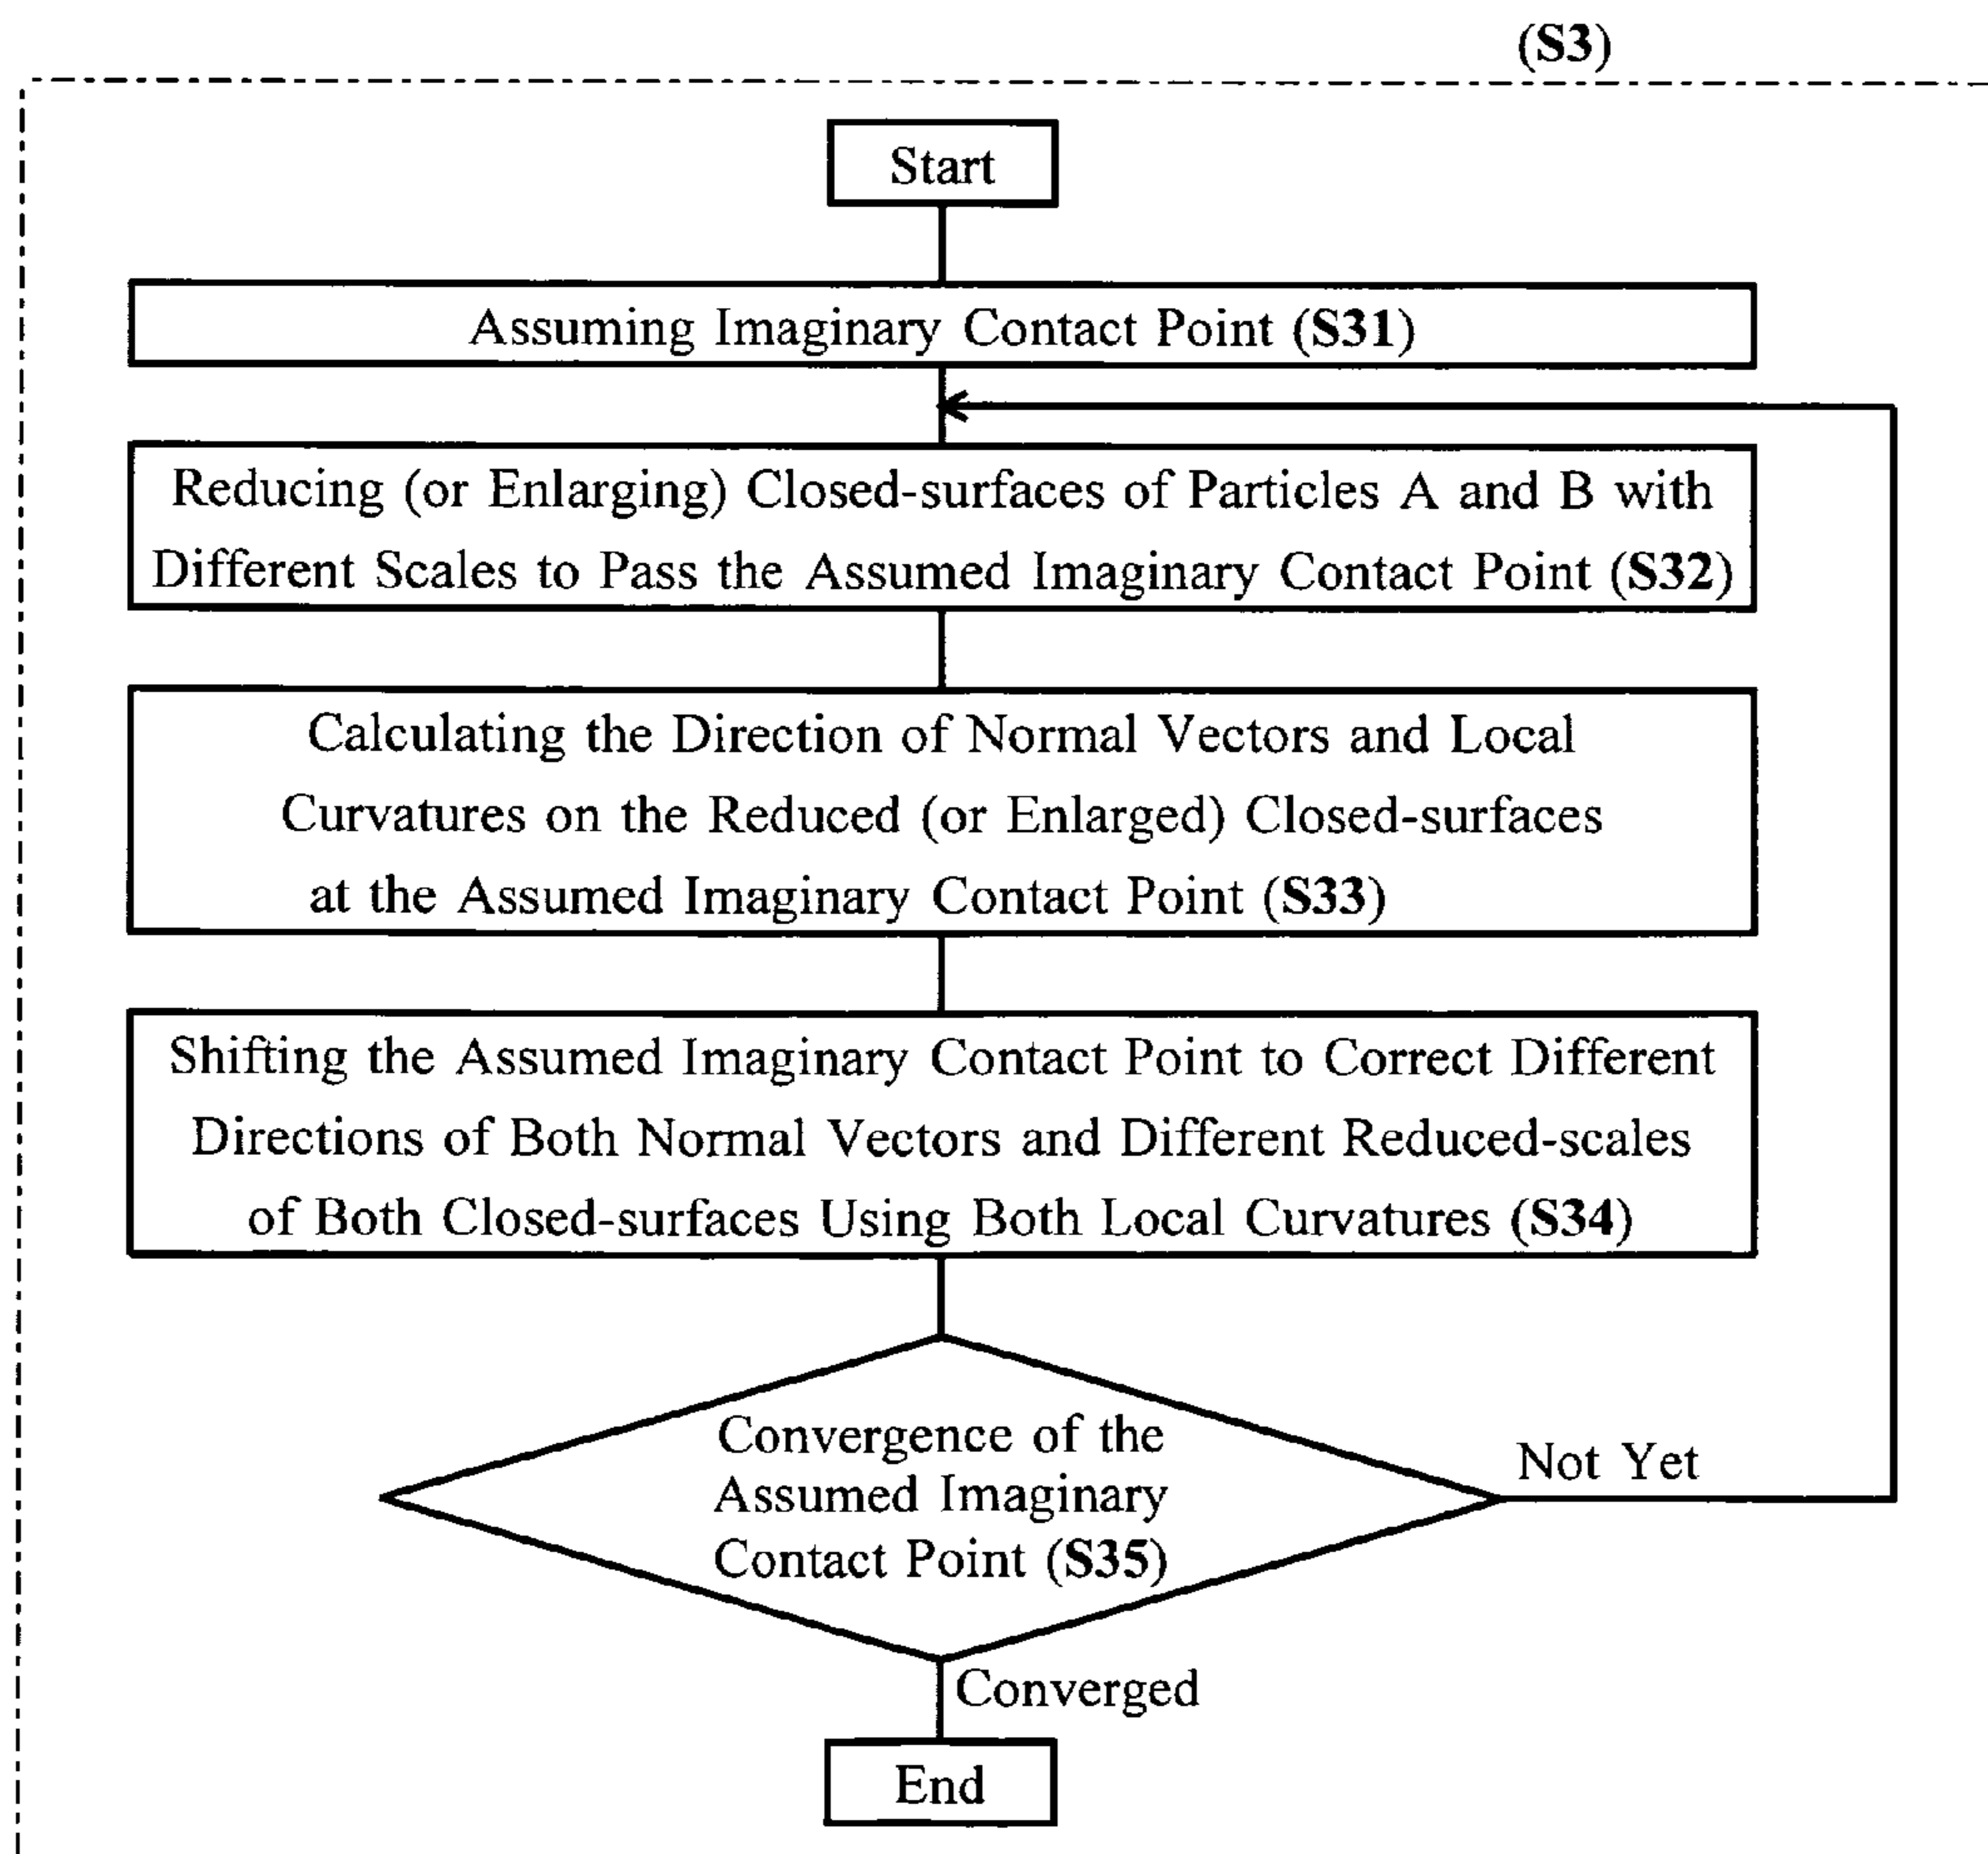 (S3)
Start
Assuming Imaginary Contact Point (S31)
Reducing (or Enlarging) Closed-surfaces of Particles A and B with
Different Scales to Pass the Assumed Imaginary Contact Point (S32)
Calculating the Direction of Normal Vectors and Local
Curvatures on the Reduced (or Enlarged) Closed-surfaces
at the Assumed Imaginary Contact Point (S33)
Shifting the Assumed Imaginary Contact Point to Correct Different
Directions of Both Normal Vectors and Different Reduced-scales
of Both Closed-surfaces Using Both Local Curvatures (S34)
Convergence of the
Assumed Imaginary
Contact Point (S35)
Not Yet
Converged
End